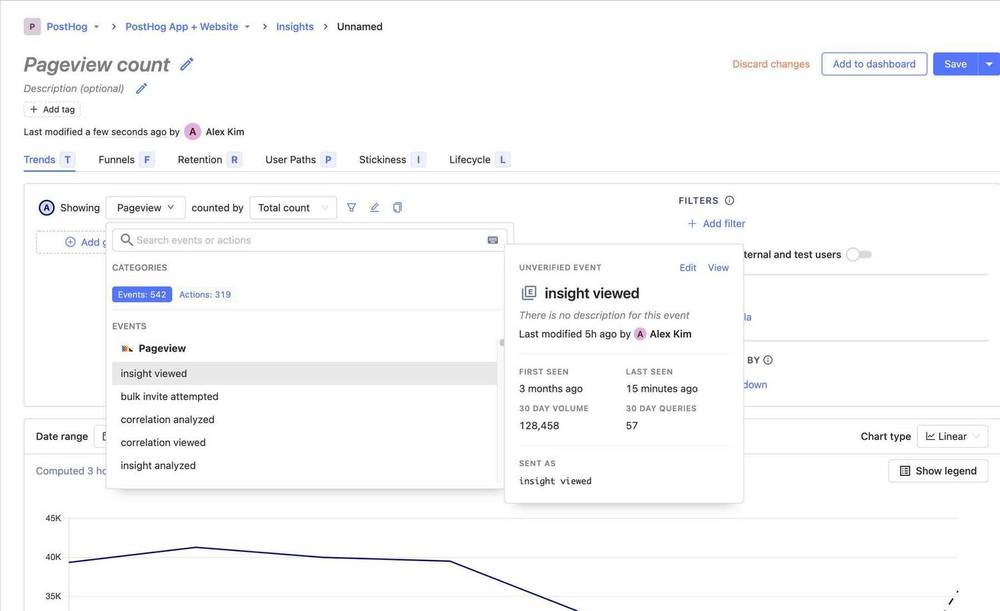 P PostHog > PostHog App + Website > Insights > Unnamed
Pageview count
Discard changes Add to dashboard Save
Description (optional)
+ Add tag
Last modified a few seconds ago by A Alex Kim
Trends T Funnels F Retention R User Paths P Stickiness I Lifecycle L
A Showing Pageview counted by Total count
FILTERS
+ Add filter
Add g
Search events or actions
CATEGORIES
Events: 542 Actions: 319
EVENTS
Pageview
insight viewed
bulk invite attempted
correlation analyzed
correlation viewed
insight analyzed
UNVERIFIED EVENT Edit View
E insight viewed
There is no description for this event
Last modified 5h ago by A Alex Kim
FIRST SEEN LAST SEEN
3 months ago 15 minutes ago
30 DAY VOLUME 30 DAY QUERIES
128,458 57
SENT AS
insight viewed
ternal and test users
la
BY
down
Date range
Chart type Linear
Computed 3 ho
Show legend
45K
40K
35K